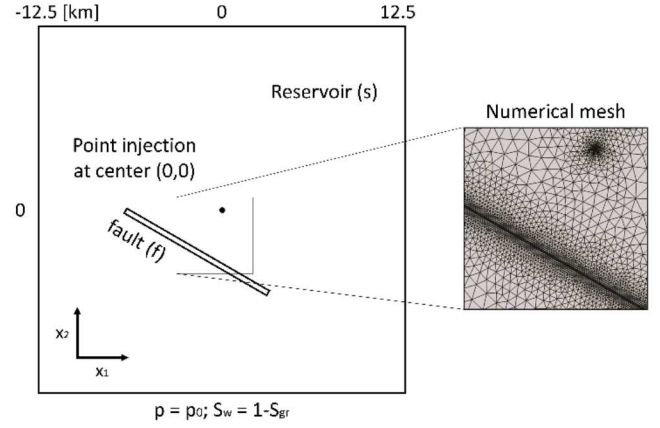 -12.5 [km] 0 12.5
Reservoir (s)
Numerical mesh
Point injection
at center (0,0)
0
fault (f)
x₂
x₁
p = p₀; Sw = 1-Sgr